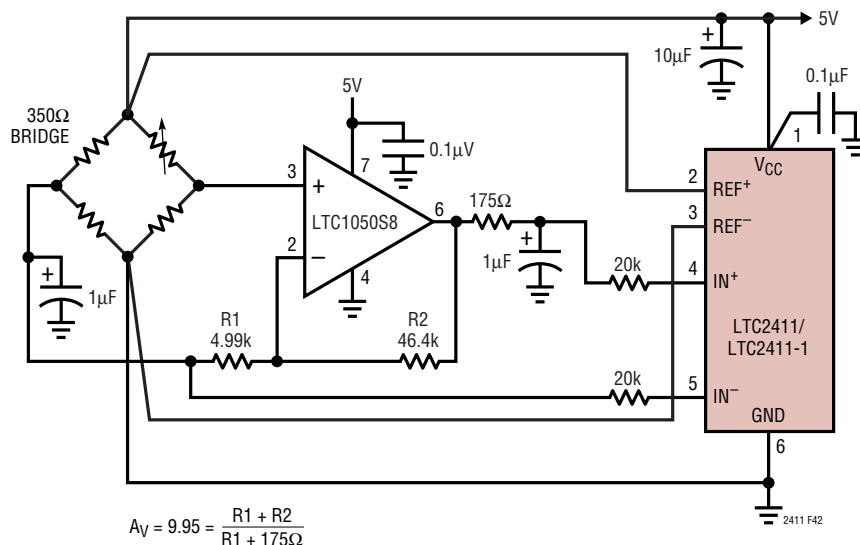 5V
10µF
0.1µF
350Ω
BRIDGE
5V
0.1µV
1
VCC
7
3
+
LTC1050S8
6
175Ω
2
REF+
3
REF−
2
−
4
1µF
+
1µF
+
20k
4
IN+
LTC2411/
LTC2411-1
R1
4.99k
R2
46.4k
20k
5
IN−
GND
6
2411 F42
AV = 9.95 = R1 + R2
R1 + 175Ω
+